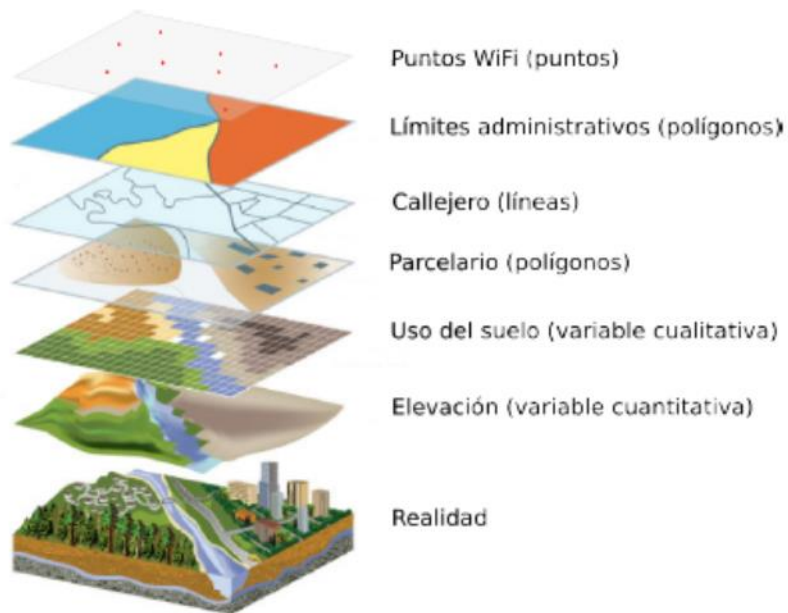 Puntos WiFi (puntos)
Límites administrativos (polígonos)
Callejero (líneas)
Parcelario (polígonos)
Uso del suelo (variable cualitativa)
Elevación (variable cuantitativa)
Realidad